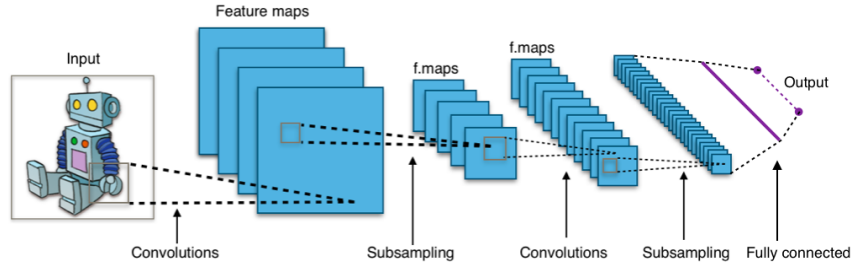 Feature maps
Input
f.maps
f.maps
Output
Convolutions
Subsampling
Convolutions
Subsampling
Fully connected